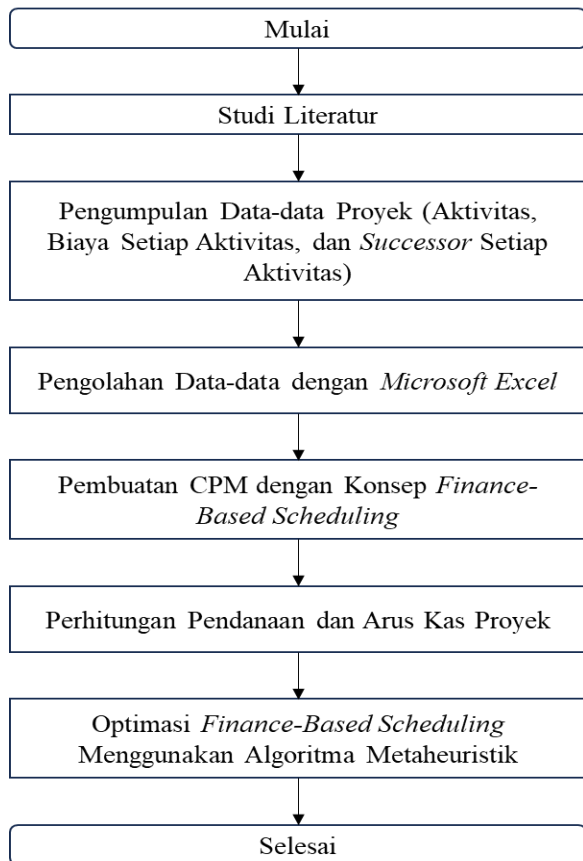 Mulai
Studi Literatur
Pengumpulan Data-data Proyek (Aktivitas,
Biaya Setiap Aktivitas, dan Successor Setiap
Aktivitas)
Pengolahan Data-data dengan Microsoft Excel
Pembuatan CPM dengan Konsep Finance-
Based Scheduling
Perhitungan Pendanaan dan Arus Kas Proyek
Optimasi Finance-Based Scheduling
Menggunakan Algoritma Metaheuristik
Selesai